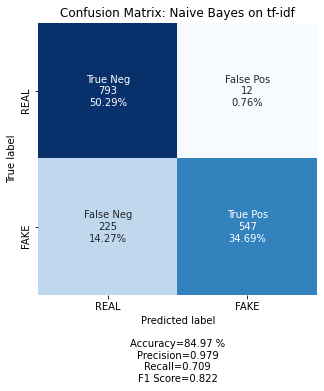 Confusion Matrix: Naive Bayes on tf-idf
True Neg
793
50.29%
False Pos
12
0.76%
REAL
True label
False Neg
225
14.27%
True Pos
547
34.69%
FAKE
REAL
FAKE
Predicted label
Accuracy=84.97 %
Precision=0.979
Recall=0.709
F1 Score=0.822